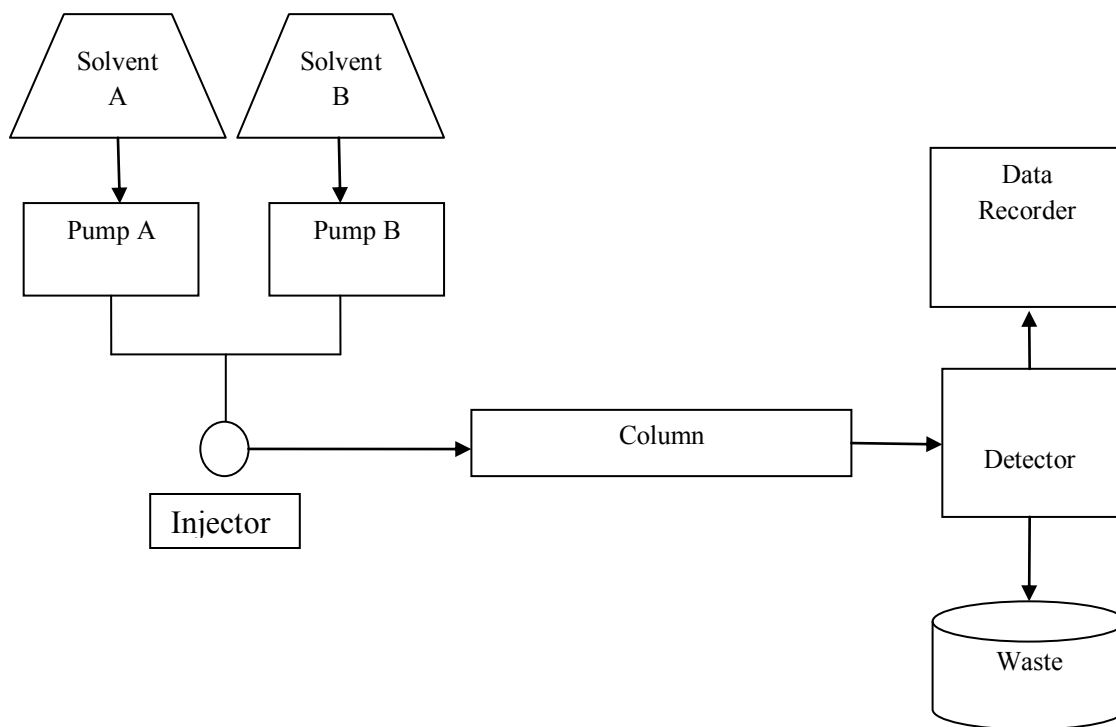 Solvent
A
Solvent
B
Pump A
Pump B
Data
Recorder
Column
Detector
Injector
Waste